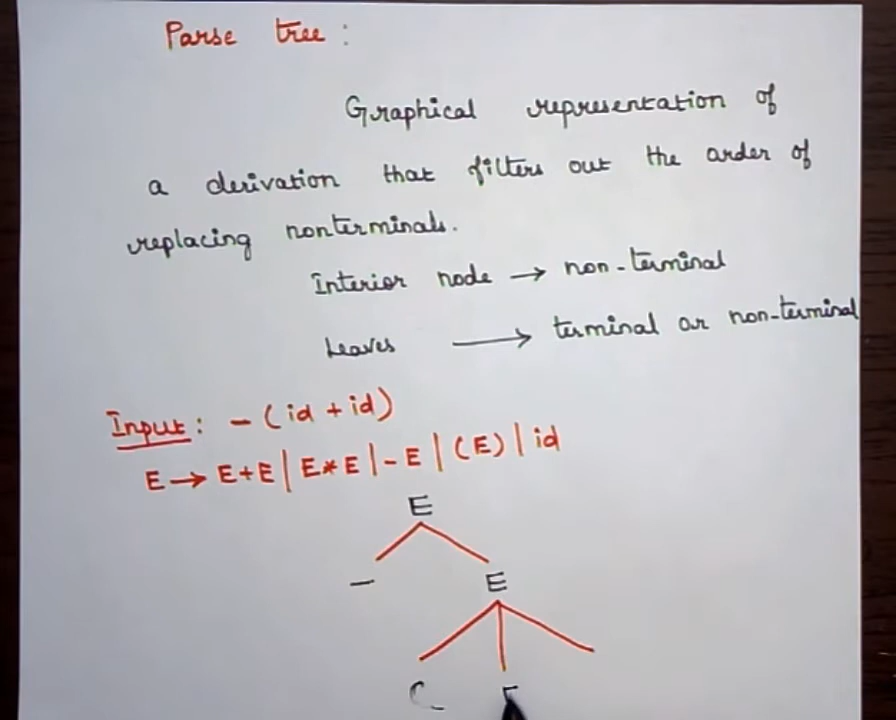 Parse tree :
Graphical representation of
a derivation that filters out the order of
replacing nonterminals.
Interior node → non-terminal
Leaves → terminal or non-terminal
Input: - (id + id)
E → E+E | E*E | -E | (E) | id
E
- E
(